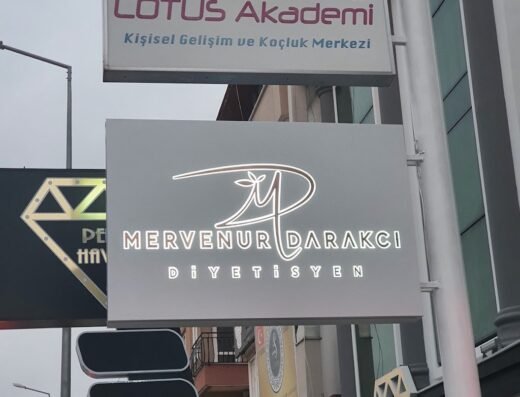 LOTUS Akademi
Kişisel Gelişim ve Koçluk Merkezi
MERVENUR DARAKCI
DİYETİSYEN